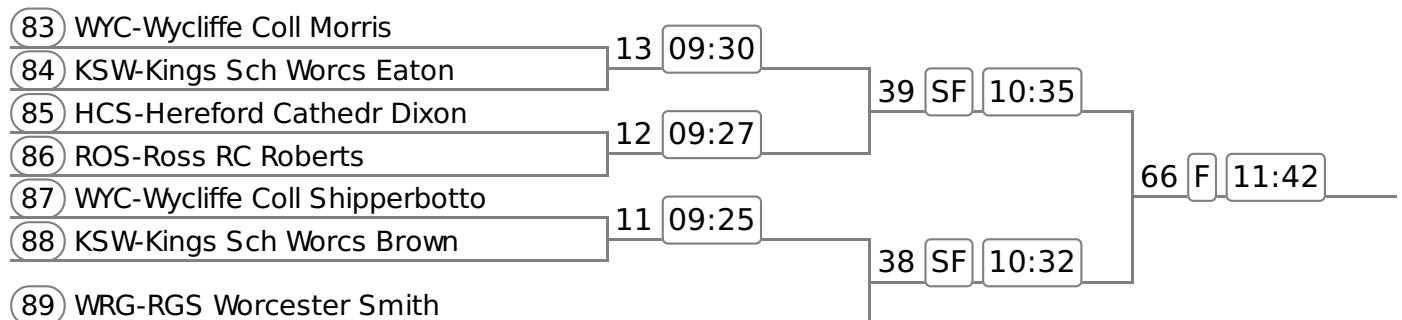 83 WYC-Wycliffe Coll Morris
13 09:30
84 KSW-Kings Sch Worcs Eaton
39 SF 10:35
85 HCS-Hereford Cathedr Dixon
12 09:27
86 ROS-Ross RC Roberts
66 F 11:42
87 WYC-Wycliffe Coll Shipperbotto
11 09:25
88 KSW-Kings Sch Worcs Brown
38 SF 10:32
89 WRG-RGS Worcester Smith